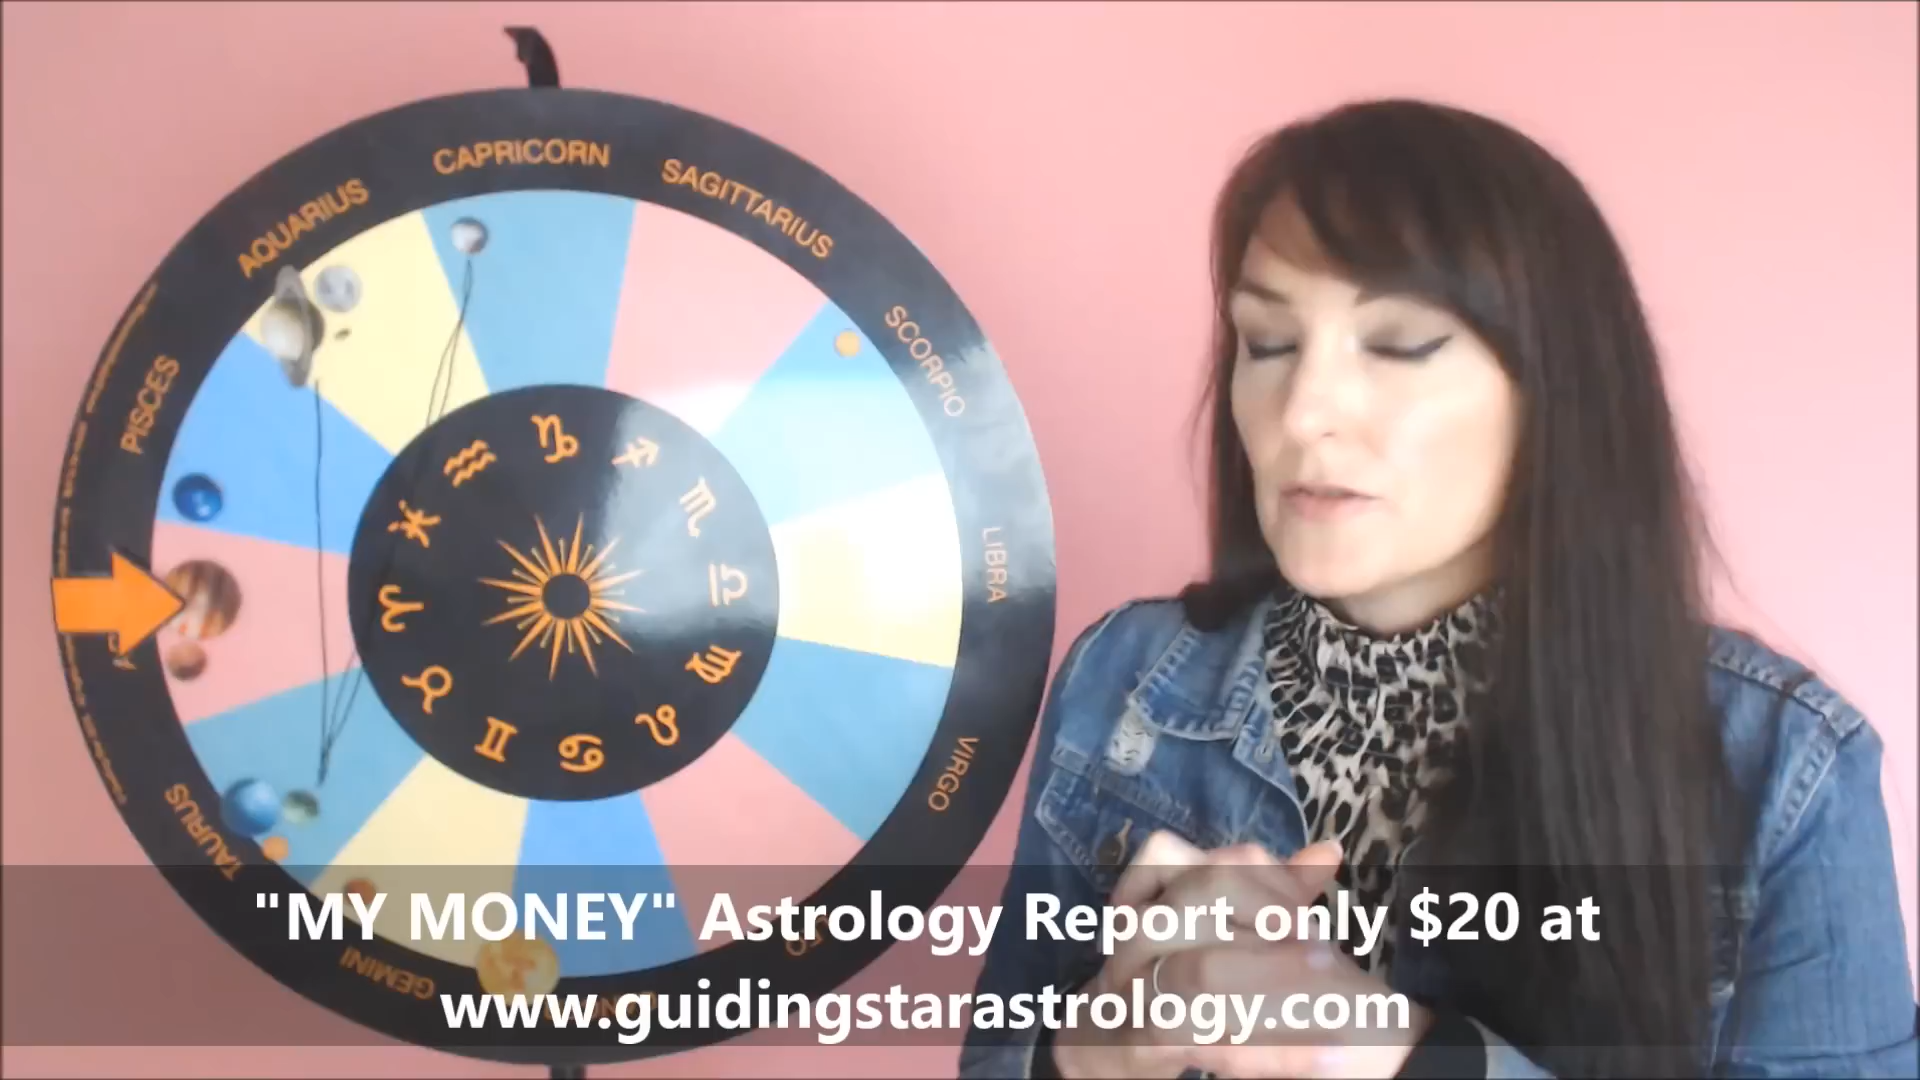 CAPRICORN
SAGITTARIUS
AQUARIUS
SCORPIO
PISCES
LIBRA
VIRGO
TAURUS
GEMINI
"MY MONEY" Astrology Report only $20 at
www.guidingstarastrology.com